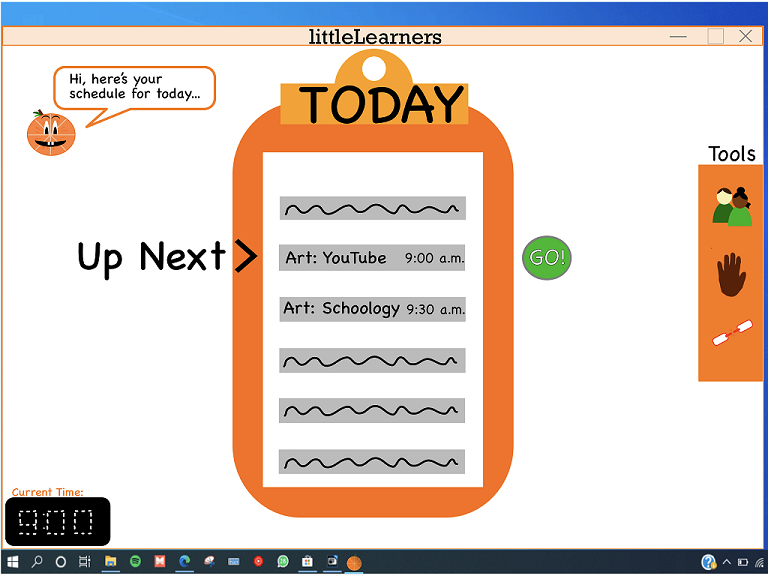 littleLearners
Hi, here's your
schedule for today...
TODAY
Tools
Up Next >
Art: YouTube 9:00 a.m.
GO!
Art: Schoology 9:30 a.m.
Current Time:
9:00